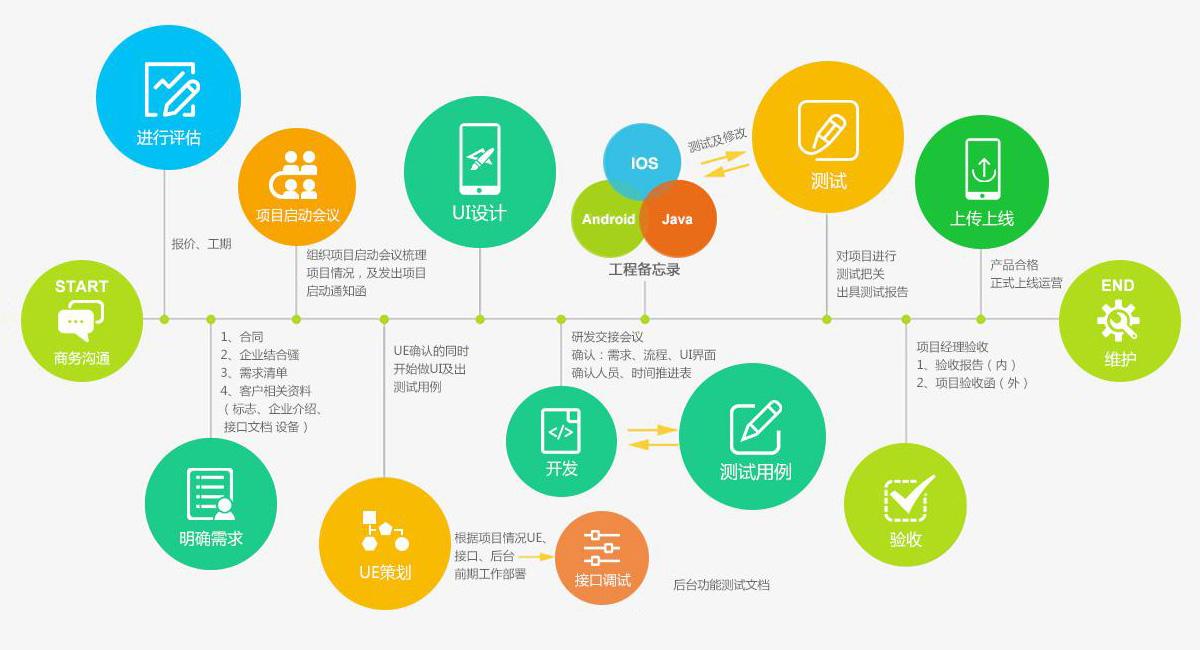 START
商务沟通
进行评估
报价、工期
1、合同
2、企业结合骚
3、需求清单
4、客户相关资料
（标志、企业介绍、
接口文档 设备）
明确需求
项目启动会议
组织项目启动会议梳理
项目情况，及发出项目
启动通知函
UE确认的同时
开始做UI及出
测试用例
UE策划
根据项目情况UE、
接口、后台
前期工作部署
接口调试
后台功能测试文档
UI设计
研发交接会议
确认：需求、流程、UI界面
确认人员、时间推进表
开发
测试用例
IOS
Android
Java
工程备忘录
测试及修改
测试
对项目进行
测试把关
出具测试报告
项目经理验收
1、验收报告（内）
2、项目验收函（外）
验收
上传上线
产品合格
正式上线运营
END
维护